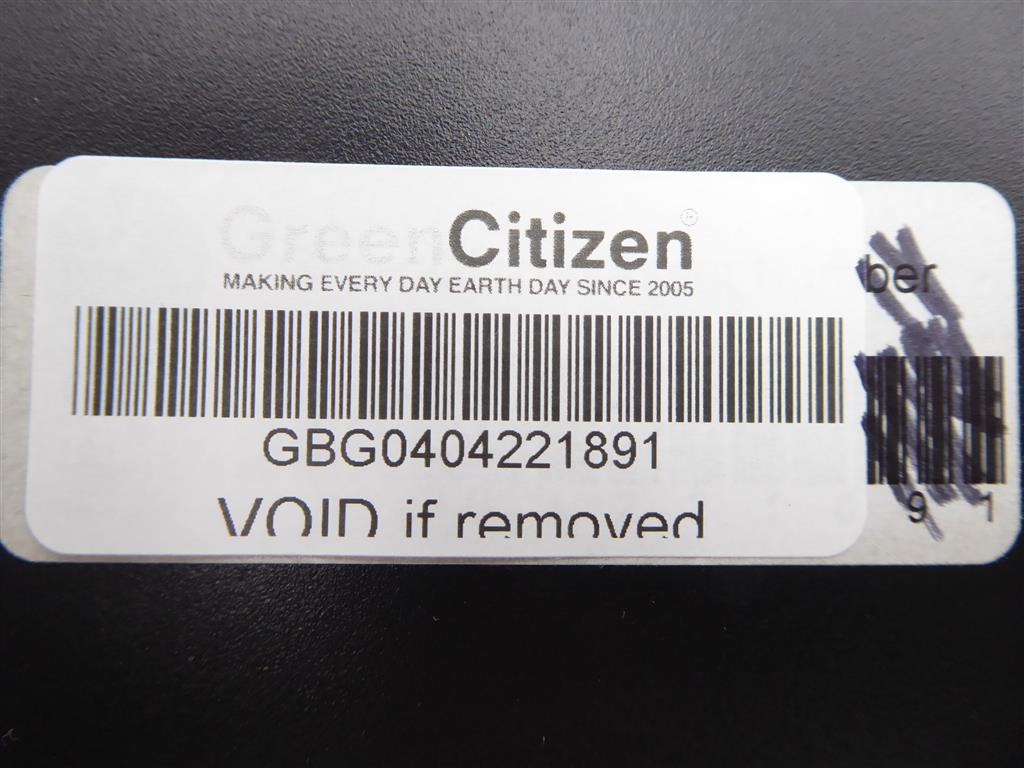 GreenCitizen®
MAKING EVERY DAY EARTH DAY SINCE 2005
GBG0404221891
VOID if removed
ber
9 1